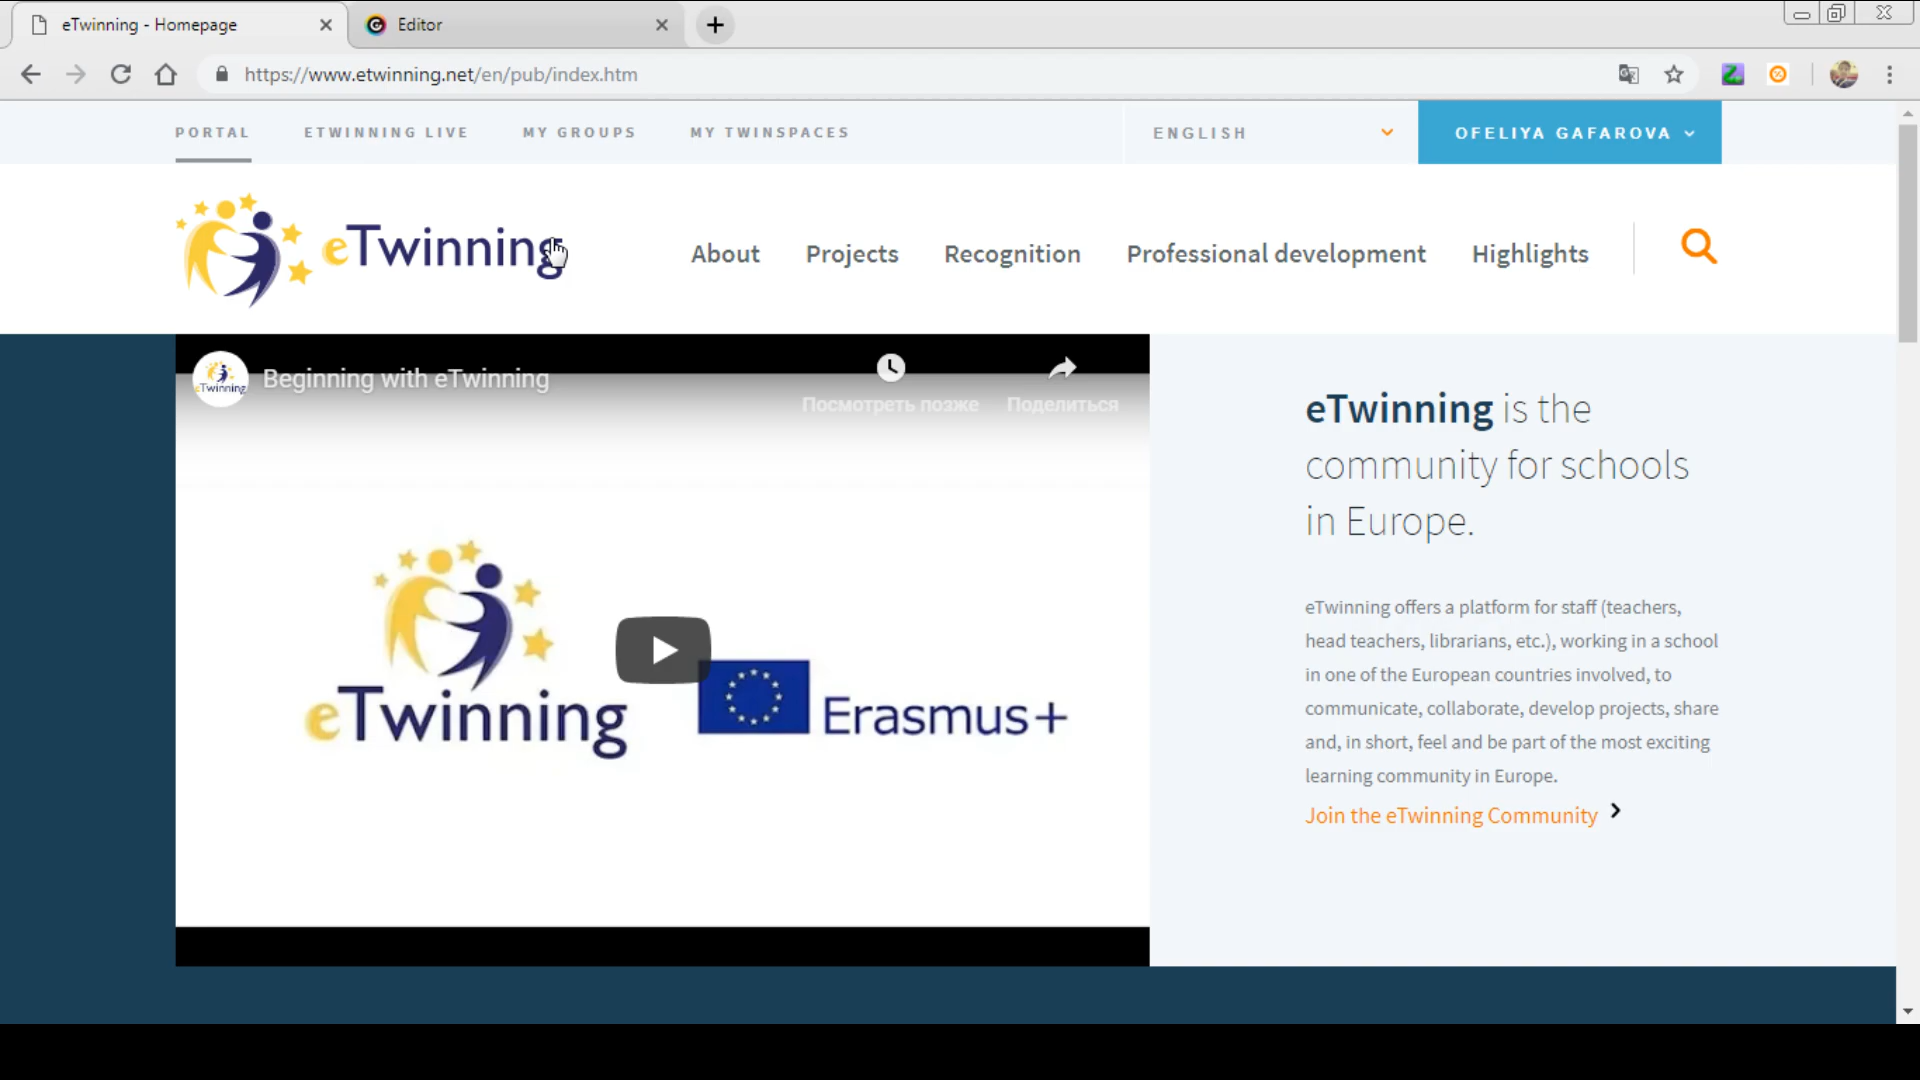 eTwinning - Homepage
Editor
https://www.etwinning.net/en/pub/index.htm
PORTAL
ETWINNING LIVE
MY GROUPS
MY TWINSPACES
ENGLISH
OFELIYA GAFAROVA
eTwinning
About
Projects
Recognition
Professional development
Highlights
eTwinning
Beginning with eTwinning
Посмотреть позже
Поделиться
eTwinning
Erasmus+
eTwinning is the
community for schools
in Europe.
eTwinning offers a platform for staff (teachers,
head teachers, librarians, etc.), working in a school
in one of the European countries involved, to
communicate, collaborate, develop projects, share
and, in short, feel and be part of the most exciting
learning community in Europe.
Join the eTwinning Community